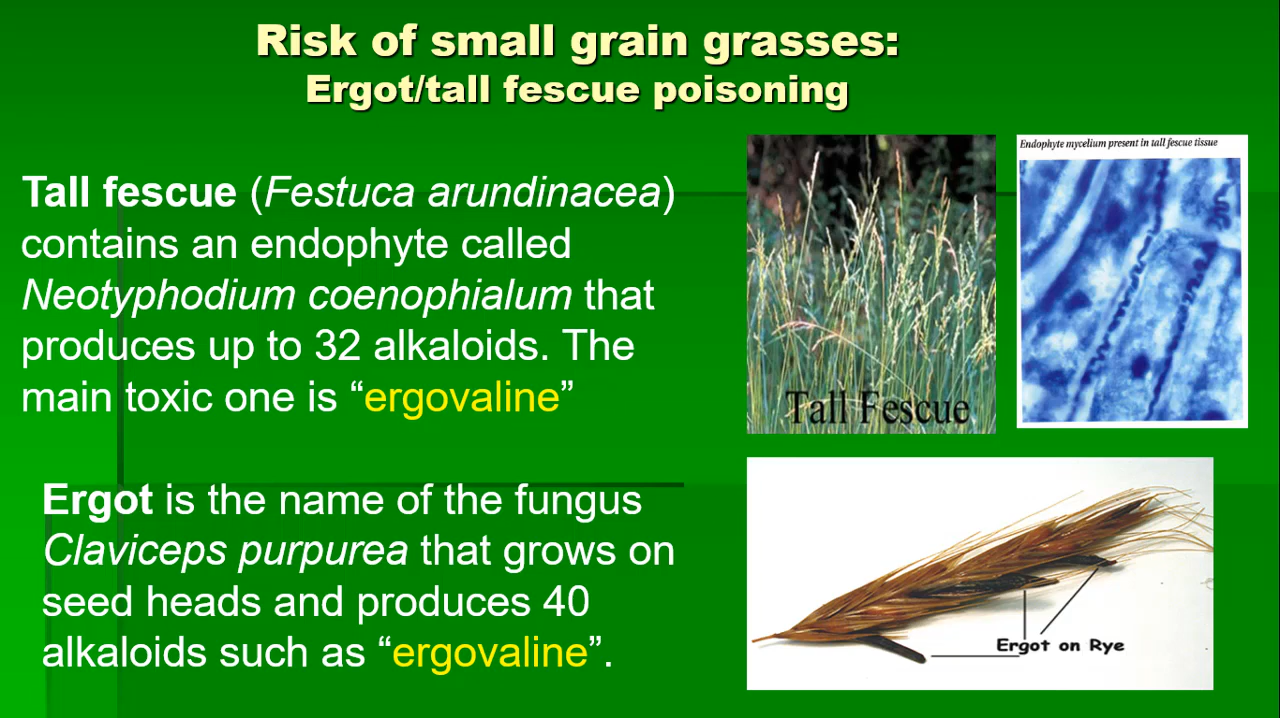 Risk of small grain grasses:
Ergot/tall fescue poisoning
Tall fescue (Festuca arundinacea)
contains an endophyte called
Neotyphodium coenophialum that
produces up to 32 alkaloids. The
main toxic one is “ergovaline”
Ergot is the name of the fungus
Claviceps purpurea that grows on
seed heads and produces 40
alkaloids such as “ergovaline”.
Tall Fescue
Endophyte mycelium present in tall fescue tissue
Ergot on Rye